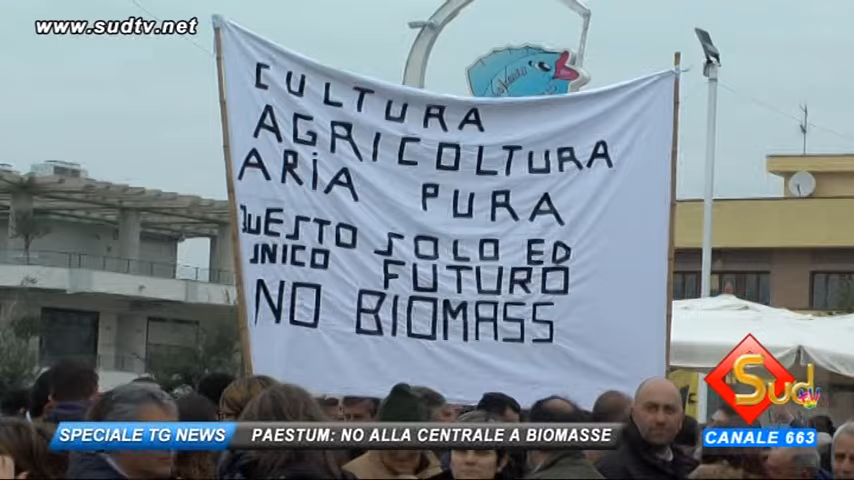 www.sudtv.net
CULTURA
AGRICOLTURA
ARIA PURA
QUESTO SOLO ED
UNICO FUTURO
NO BIOMASS
Sud tv
SPECIALE TG NEWS
PAESTUM: NO ALLA CENTRALE A BIOMASSE
CANALE 663